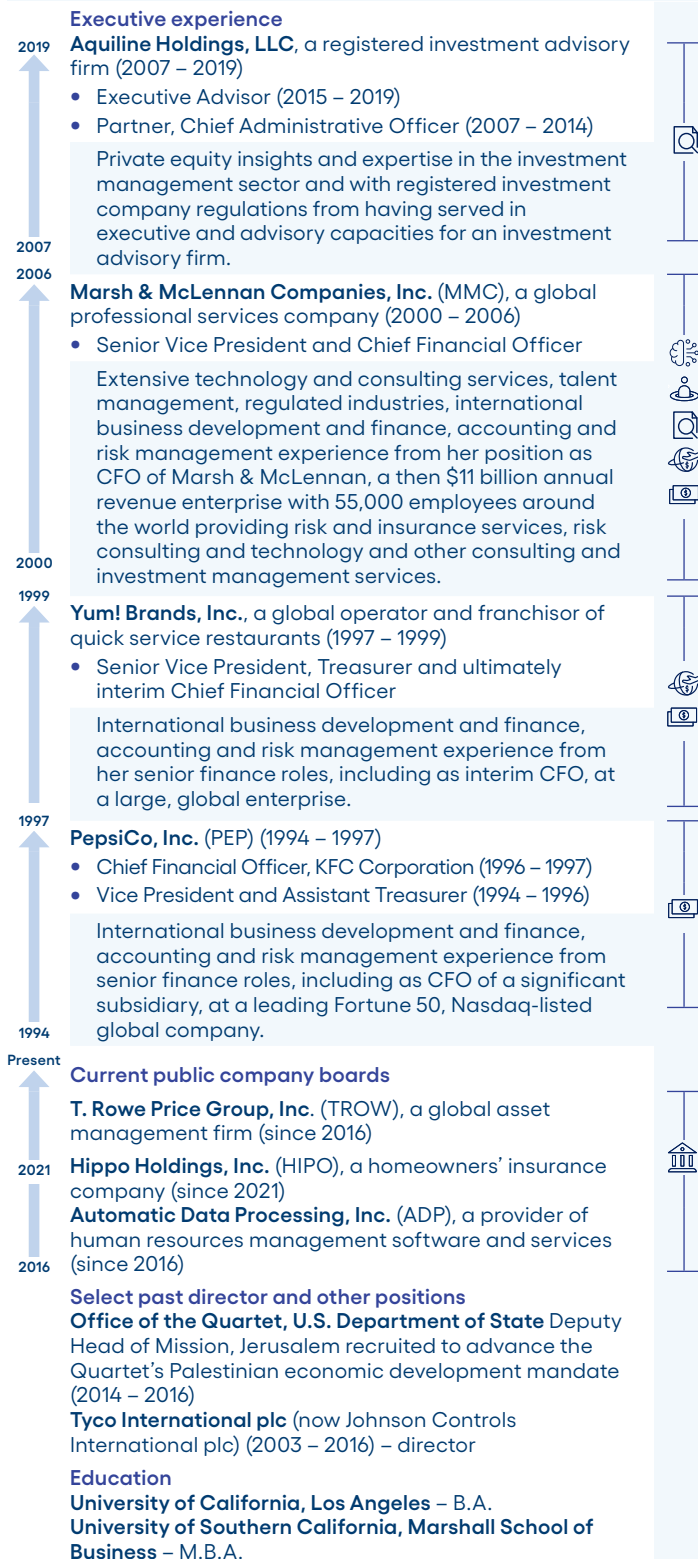 Executive experience
2019
Aquiline Holdings, LLC, a registered investment advisory
firm (2007 – 2019)
• Executive Advisor (2015 – 2019)
• Partner, Chief Administrative Officer (2007 – 2014)
Private equity insights and expertise in the investment
management sector and with registered investment
company regulations from having served in
executive and advisory capacities for an investment
advisory firm.
2007
2006
Marsh & McLennan Companies, Inc. (MMC), a global
professional services company (2000 – 2006)
• Senior Vice President and Chief Financial Officer
Extensive technology and consulting services, talent
management, regulated industries, international
business development and finance, accounting and
risk management experience from her position as
CFO of Marsh & McLennan, a then $11 billion annual
revenue enterprise with 55,000 employees around
the world providing risk and insurance services, risk
consulting and technology and other consulting and
investment management services.
2000
1999
Yum! Brands, Inc., a global operator and franchisor of
quick service restaurants (1997 – 1999)
• Senior Vice President, Treasurer and ultimately
interim Chief Financial Officer
International business development and finance,
accounting and risk management experience from
her senior finance roles, including as interim CFO, at
a large, global enterprise.
1997
PepsiCo, Inc. (PEP) (1994 – 1997)
• Chief Financial Officer, KFC Corporation (1996 – 1997)
• Vice President and Assistant Treasurer (1994 – 1996)
International business development and finance,
accounting and risk management experience from
senior finance roles, including as CFO of a significant
subsidiary, at a leading Fortune 50, Nasdaq-listed
global company.
1994
Present
Current public company boards
T. Rowe Price Group, Inc. (TROW), a global asset
management firm (since 2016)
2021
Hippo Holdings, Inc. (HIPO), a homeowners’ insurance
company (since 2021)
Automatic Data Processing, Inc. (ADP), a provider of
human resources management software and services
(since 2016)
2016
Select past director and other positions
Office of the Quartet, U.S. Department of State Deputy
Head of Mission, Jerusalem recruited to advance the
Quartet’s Palestinian economic development mandate
(2014 – 2016)
Tyco International plc (now Johnson Controls
International plc) (2003 – 2016) – director
Education
University of California, Los Angeles – B.A.
University of Southern California, Marshall School of
Business – M.B.A.